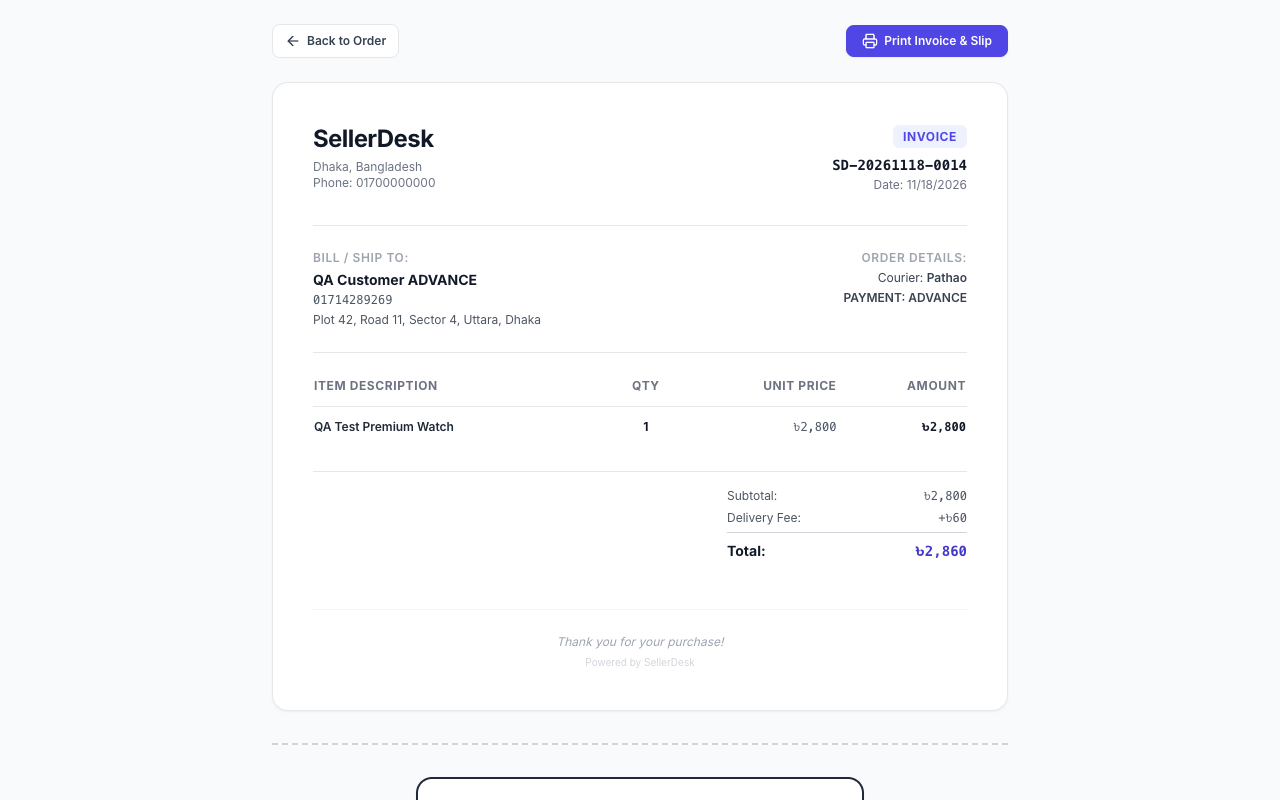 Back to Order
Print Invoice & Slip
SellerDesk
INVOICE
Dhaka, Bangladesh
SD-20261118-0014
Phone: 01700000000
Date: 11/18/2026
BILL / SHIP TO:
ORDER DETAILS:
QA Customer ADVANCE
Courier: Pathao
01714289269
PAYMENT: ADVANCE
Plot 42, Road 11, Sector 4, Uttara, Dhaka
ITEM DESCRIPTION QTY UNIT PRICE AMOUNT
QA Test Premium Watch 1 ৳2,800 ৳2,800
Subtotal: ৳2,800
Delivery Fee: +৳60
Total: ৳2,860
Thank you for your purchase!
Powered by SellerDesk